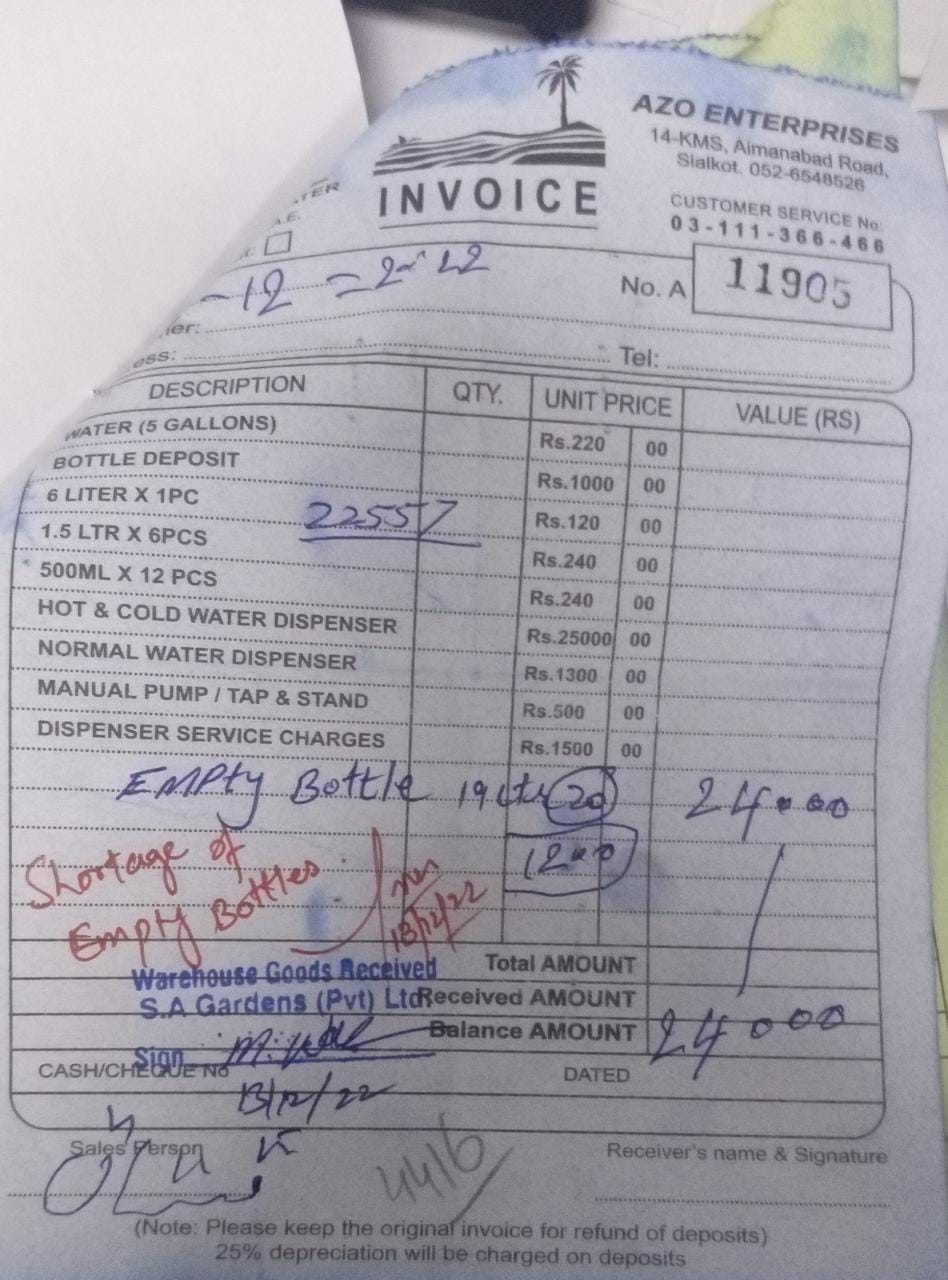 AZO ENTERPRISES
14-KMS, Aimanabad Road,
Sialkot. 052-6548526
INVOICE
CUSTOMER SERVICE No:
03-111-366-466
-12-2022
No. A 11905
Tel:
DESCRIPTION QTY. UNIT PRICE VALUE (RS)
WATER (5 GALLONS) Rs.220 00
BOTTLE DEPOSIT Rs.1000 00
6 LITER X 1PC Rs.120 00
22557
1.5 LTR X 6PCS Rs.240 00
500ML X 12 PCS Rs.240 00
HOT & COLD WATER DISPENSER Rs.25000 00
NORMAL WATER DISPENSER Rs.1300 00
MANUAL PUMP / TAP & STAND Rs.500 00
DISPENSER SERVICE CHARGES Rs.1500 00
EMPty Bottle 19 Ltr 20 24000
1200
Shortage of
Empty Bottles
13/12/22
Warehouse Goods Received
S.A Gardens (Pvt) Ltd
Total AMOUNT
Received AMOUNT
Balance AMOUNT 24000
Sign
CASH/CHEQUE No DATED
13/12/22
Sales Person
4416
Receiver's name & Signature
(Note: Please keep the original invoice for refund of deposits)
25% depreciation will be charged on deposits